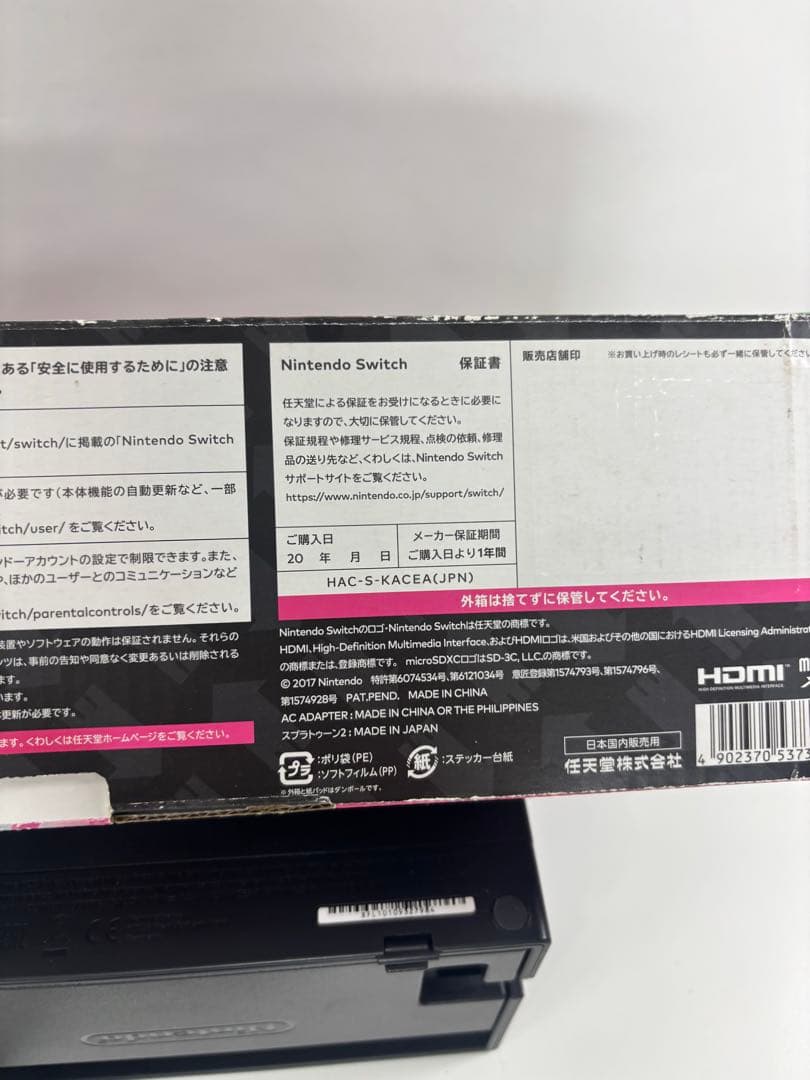 ある「安全に使用するために」の注意
t/switch/に掲載の「Nintendo Switch
が必要です(本体機能の自動更新など、一部
itch/user/ をご覧ください。
ンドーアカウントの設定で制限できます。また、
や、ほかのユーザーとのコミュニケーションなど
witch/parentalcontrols/をご覧ください。
装置やソフトウェアの動作は保証されません。それらの
ンツは、事前の告知や同意なく変更あるいは削除される
ます。
います。
本更新が必要です。
ます。くわしくは任天堂ホームページをご覧ください。
Nintendo Switch 保証書
任天堂による保証をお受けになるときに必要に
なりますので、大切に保管してください。
保証規程や修理サービス規程、点検の依頼、修理
品の送り先など、くわしくは、Nintendo Switch
サポートサイトをご覧ください。
https://www.nintendo.co.jp/support/switch/
ご購入日
20 年 月 日
メーカー保証期間
ご購入日より1年間
HAC-S-KACEA(JPN)
販売店舗印 ※お買い上げ時のレシートも必ず一緒に保管してください
外箱は捨てずに保管してください。
Nintendo Switchのロゴ・Nintendo Switchは任天堂の商標です。
HDMI、High-Definition Multimedia Interface、およびHDMIロゴは、米国およびその他の国におけるHDMI Licensing Administrat
の商標または、登録商標です。 microSDXCロゴはSD-3C, LLC.の商標です。
© 2017 Nintendo 特許第6074534号、第6121034号 意匠登録第1574793号、第1574796号、
第1574928号 PAT.PEND. MADE IN CHINA
AC ADAPTER : MADE IN CHINA OR THE PHILIPPINES
スプラトゥーン2 : MADE IN JAPAN
プラ :ポリ袋(PE)
:ソフトフィルム(PP)
紙 :ステッカー台紙
※外箱と紙パッドはダンボールです。
HDMI™
HIGH-DEFINITION MULTIMEDIA INTERFACE
日本国内販売用
任天堂株式会社
4 902370 5373
Nintendo